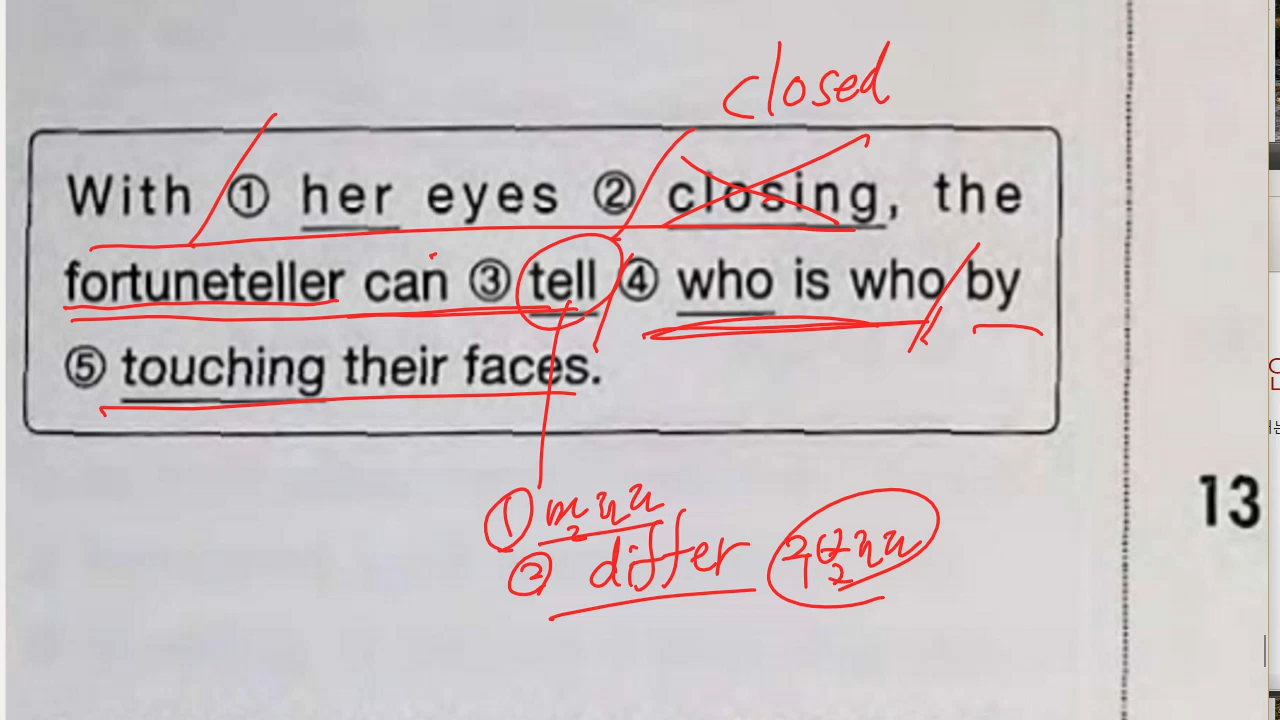 closed
With ① her eyes ② closing, the
fortuneteller can ③ tell ④ who is who by
⑤ touching their faces.
① 말하다
② differ 구별하다
13